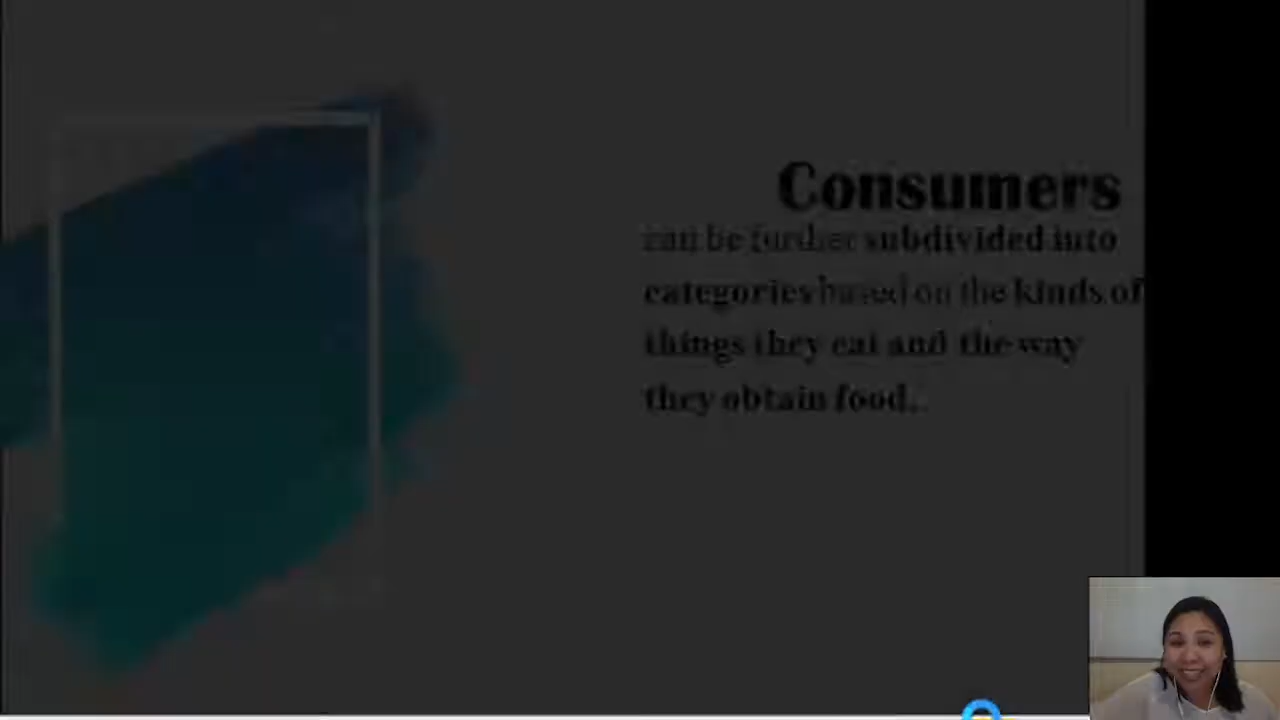 Consumers
can be further subdivided into
categories based on the kinds of
things they eat and the way
they obtain food.